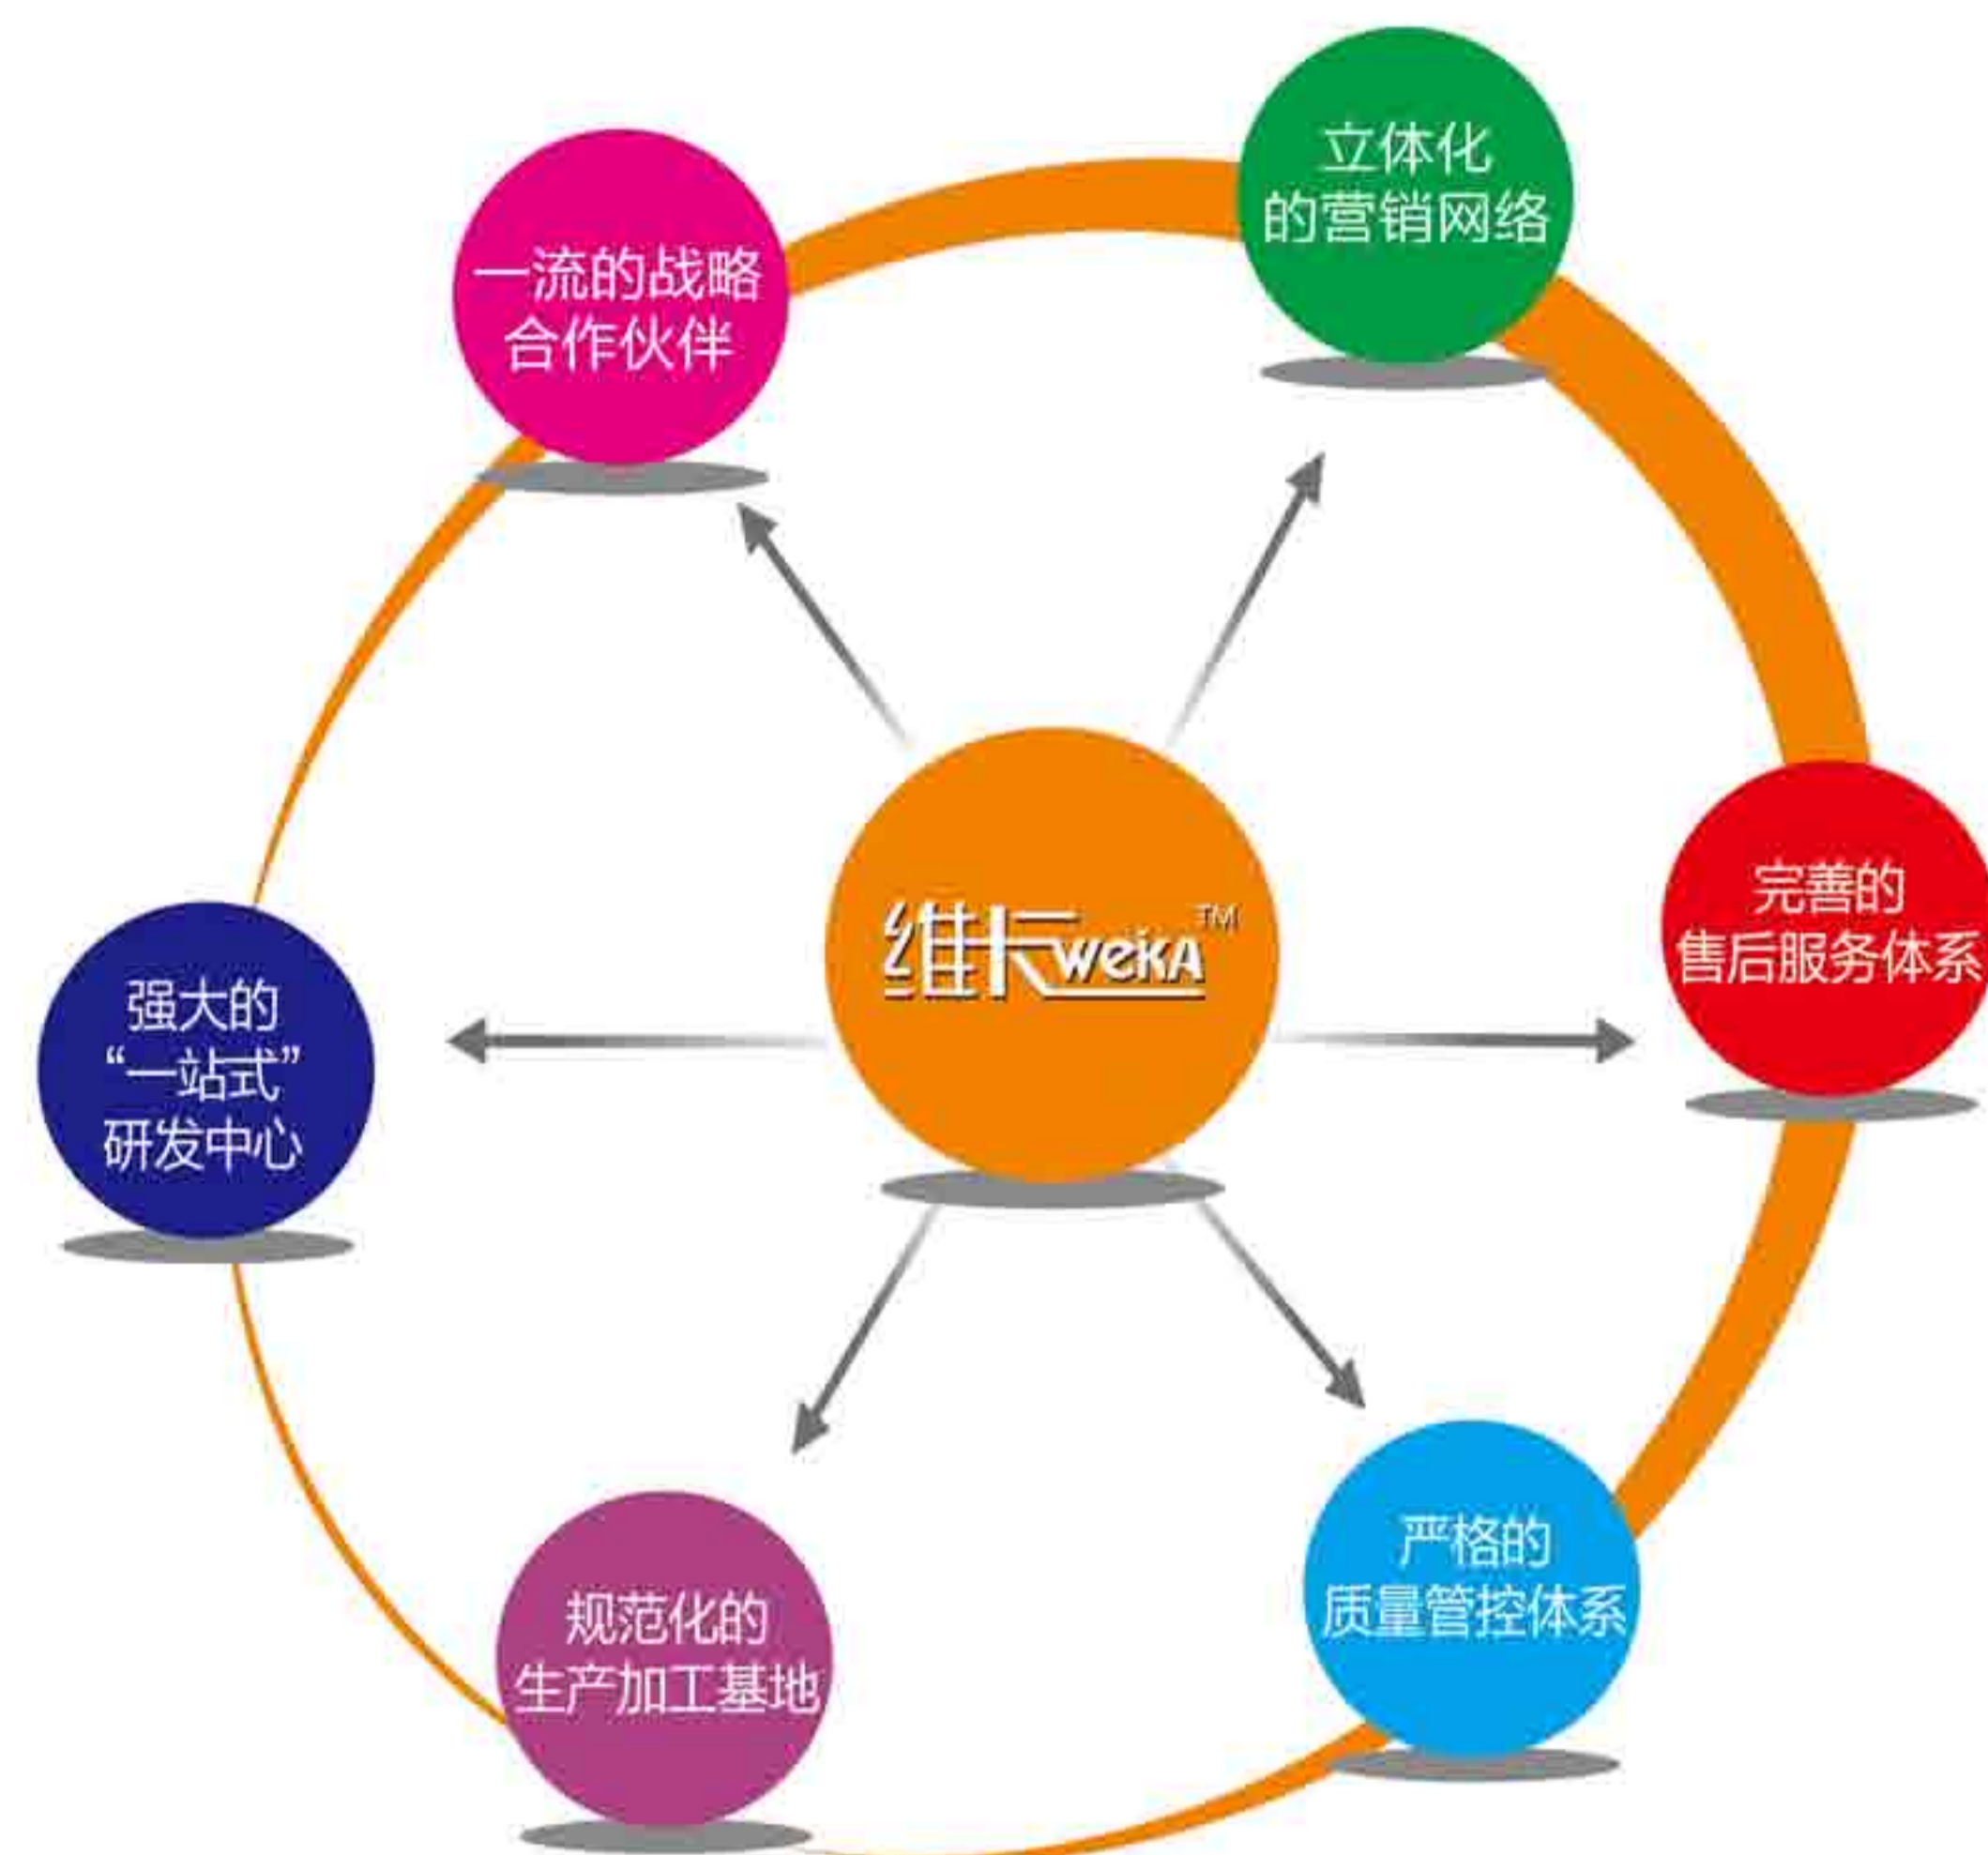 立体化
的营销网络
一流的战略
合作伙伴
完善的
售后服务体系
维卡weikA™
强大的
“一站式”
研发中心
严格的
质量管控体系
规范化的
生产加工基地